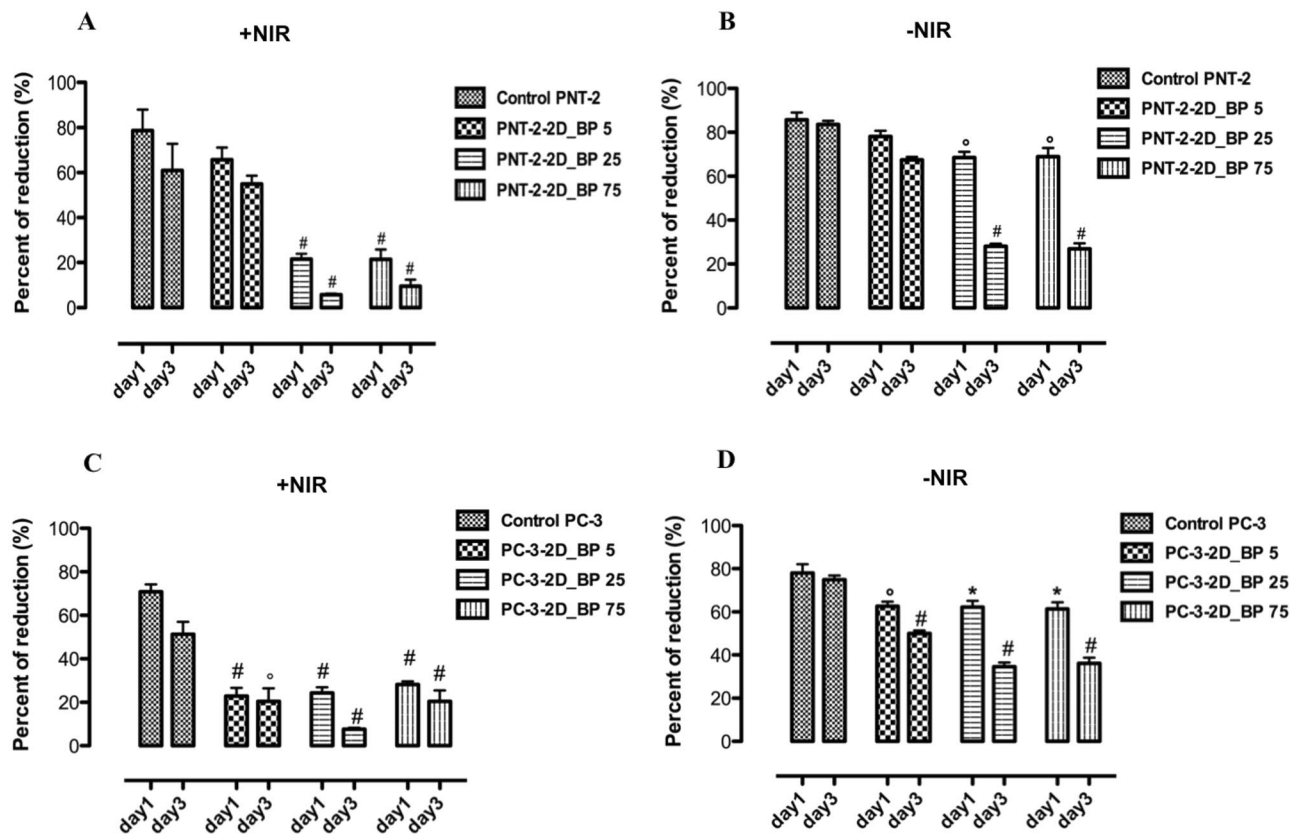 A
+NIR
Percent of reduction (%)
100
80
60
40
20
0
# # # #
day1 day3 day1 day3 day1 day3 day1 day3
Control PNT-2
PNT-2-2D_BP 5
PNT-2-2D_BP 25
PNT-2-2D_BP 75
B
-NIR
Percent of reduction (%)
100
80
60
40
20
0
° # ° #
day1 day3 day1 day3 day1 day3 day1 day3
Control PNT-2
PNT-2-2D_BP 5
PNT-2-2D_BP 25
PNT-2-2D_BP 75
C
+NIR
Percent of reduction (%)
100
80
60
40
20
0
# ° # # # #
day1 day3 day1 day3 day1 day3 day1 day3
Control PC-3
PC-3-2D_BP 5
PC-3-2D_BP 25
PC-3-2D_BP 75
D
-NIR
Percent of reduction (%)
100
80
60
40
20
0
° # * # * #
day1 day3 day1 day3 day1 day3 day1 day3
Control PC-3
PC-3-2D_BP 5
PC-3-2D_BP 25
PC-3-2D_BP 75